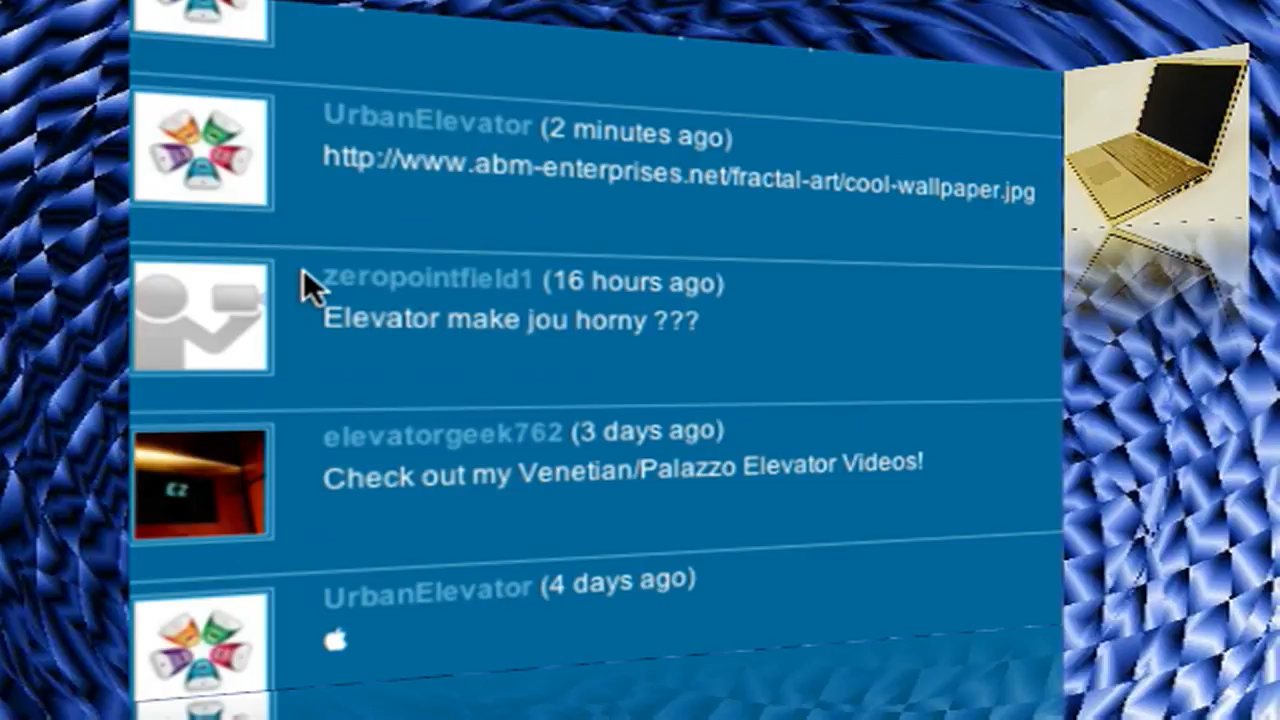 UrbanElevator (2 minutes ago)
http://www.abm-enterprises.net/fractal-art/cool-wallpaper.jpg
zeropointfield1 (16 hours ago)
Elevator make jou horny ???
elevatorgeek762 (3 days ago)
Check out my Venetian/Palazzo Elevator Videos!
UrbanElevator (4 days ago)